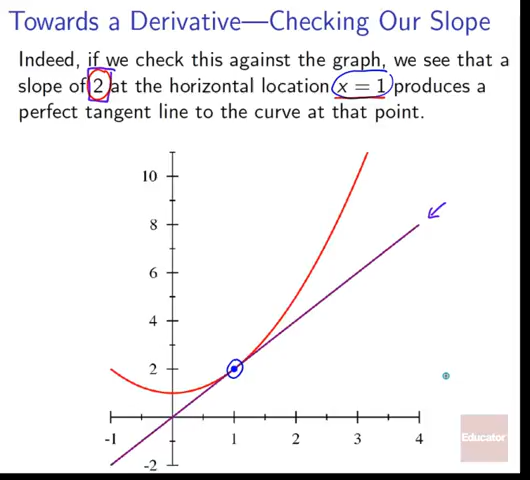 Towards a Derivative—Checking Our Slope
Indeed, if we check this against the graph, we see that a
slope of 2 at the horizontal location x = 1 produces a
perfect tangent line to the curve at that point.
10
8
6
4
2
-1 1 2 3 4
-2
Educator